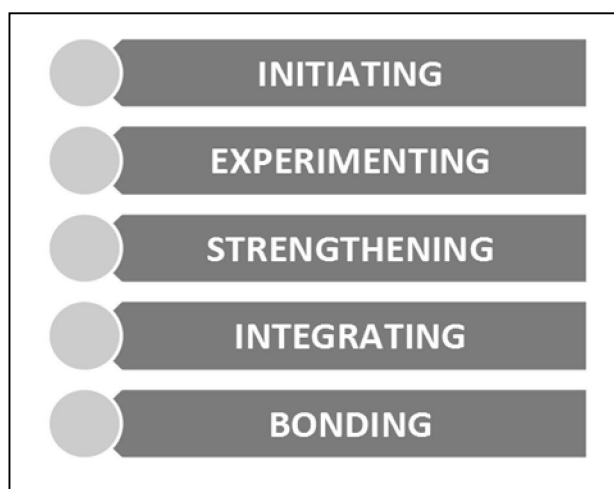 INITIATING
EXPERIMENTING
STRENGTHENING
INTEGRATING
BONDING